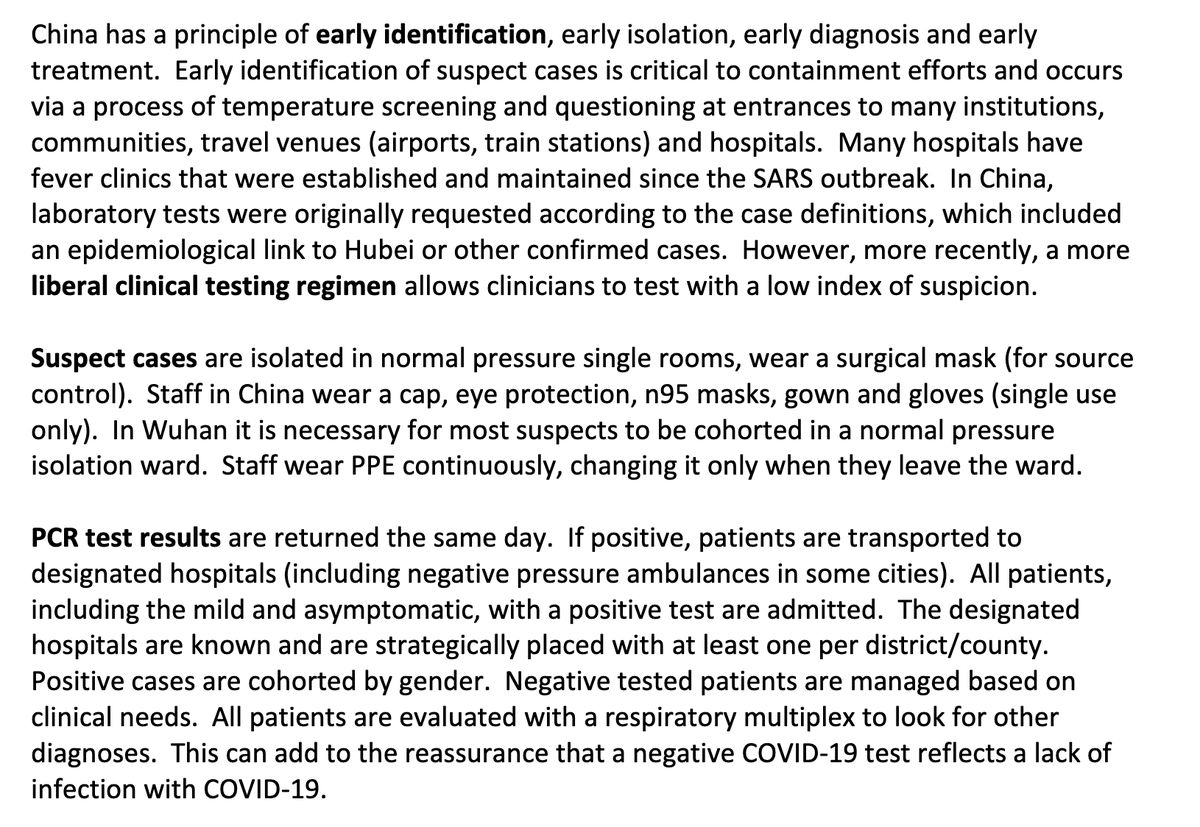 China has a principle of early identification, early isolation, early diagnosis and early
treatment.  Early identification of suspect cases is critical to containment efforts and occurs
via a process of temperature screening and questioning at entrances to many institutions,
communities, travel venues (airports, train stations) and hospitals.  Many hospitals have
fever clinics that were established and maintained since the SARS outbreak.  In China,
laboratory tests were originally requested according to the case definitions, which included
an epidemiological link to Hubei or other confirmed cases.  However, more recently, a more
liberal clinical testing regimen allows clinicians to test with a low index of suspicion.

Suspect cases are isolated in normal pressure single rooms, wear a surgical mask (for source
control).  Staff in China wear a cap, eye protection, n95 masks, gown and gloves (single use
only).  In Wuhan it is necessary for most suspects to be cohorted in a normal pressure
isolation ward.  Staff wear PPE continuously, changing it only when they leave the ward.

PCR test results are returned the same day.  If positive, patients are transported to
designated hospitals (including negative pressure ambulances in some cities).  All patients,
including the mild and asymptomatic, with a positive test are admitted.  The designated
hospitals are known and are strategically placed with at least one per district/county.
Positive cases are cohorted by gender.  Negative tested patients are managed based on
clinical needs.  All patients are evaluated with a respiratory multiplex to look for other
diagnoses.  This can add to the reassurance that a negative COVID-19 test reflects a lack of
infection with COVID-19.